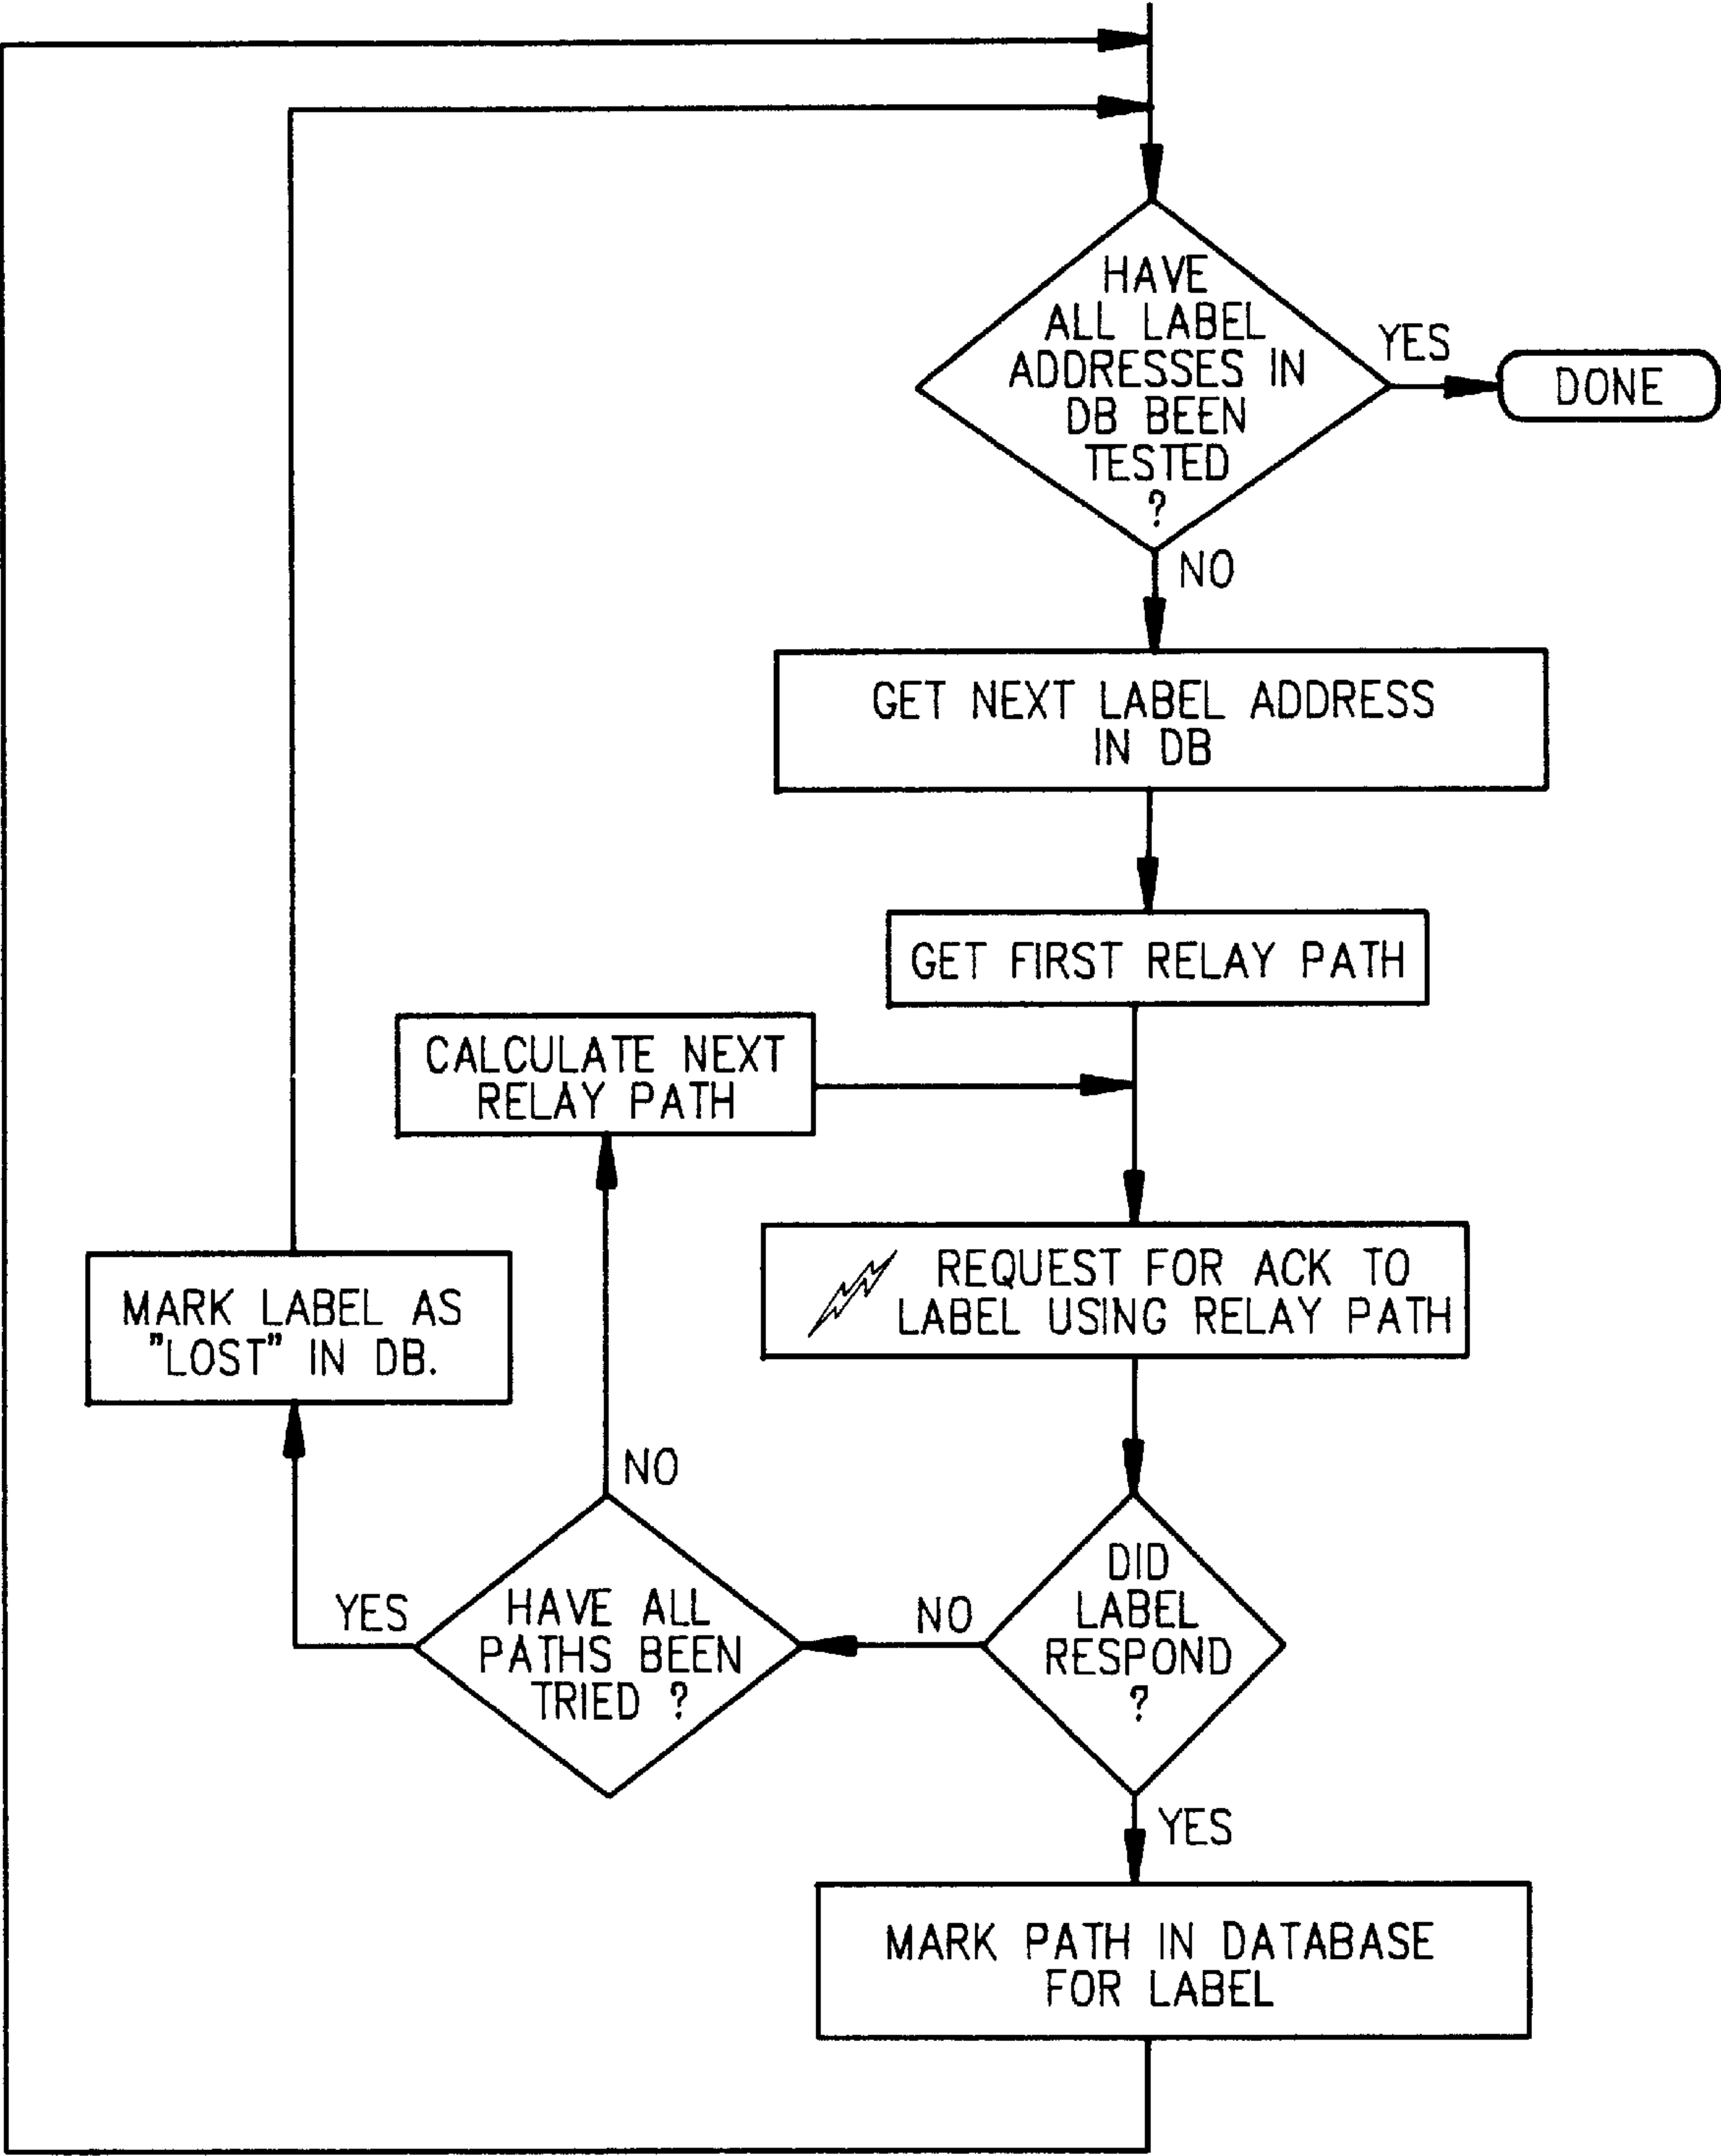 HAVE
ALL LABEL
ADDRESSES IN
DB BEEN
TESTED
?
YES
DONE
NO
GET NEXT LABEL ADDRESS
IN DB
GET FIRST RELAY PATH
CALCULATE NEXT
RELAY PATH
REQUEST FOR ACK TO
LABEL USING RELAY PATH
MARK LABEL AS
"LOST" IN DB.
NO
DID
LABEL
RESPOND
?
NO
HAVE ALL
PATHS BEEN
TRIED ?
YES
YES
MARK PATH IN DATABASE
FOR LABEL